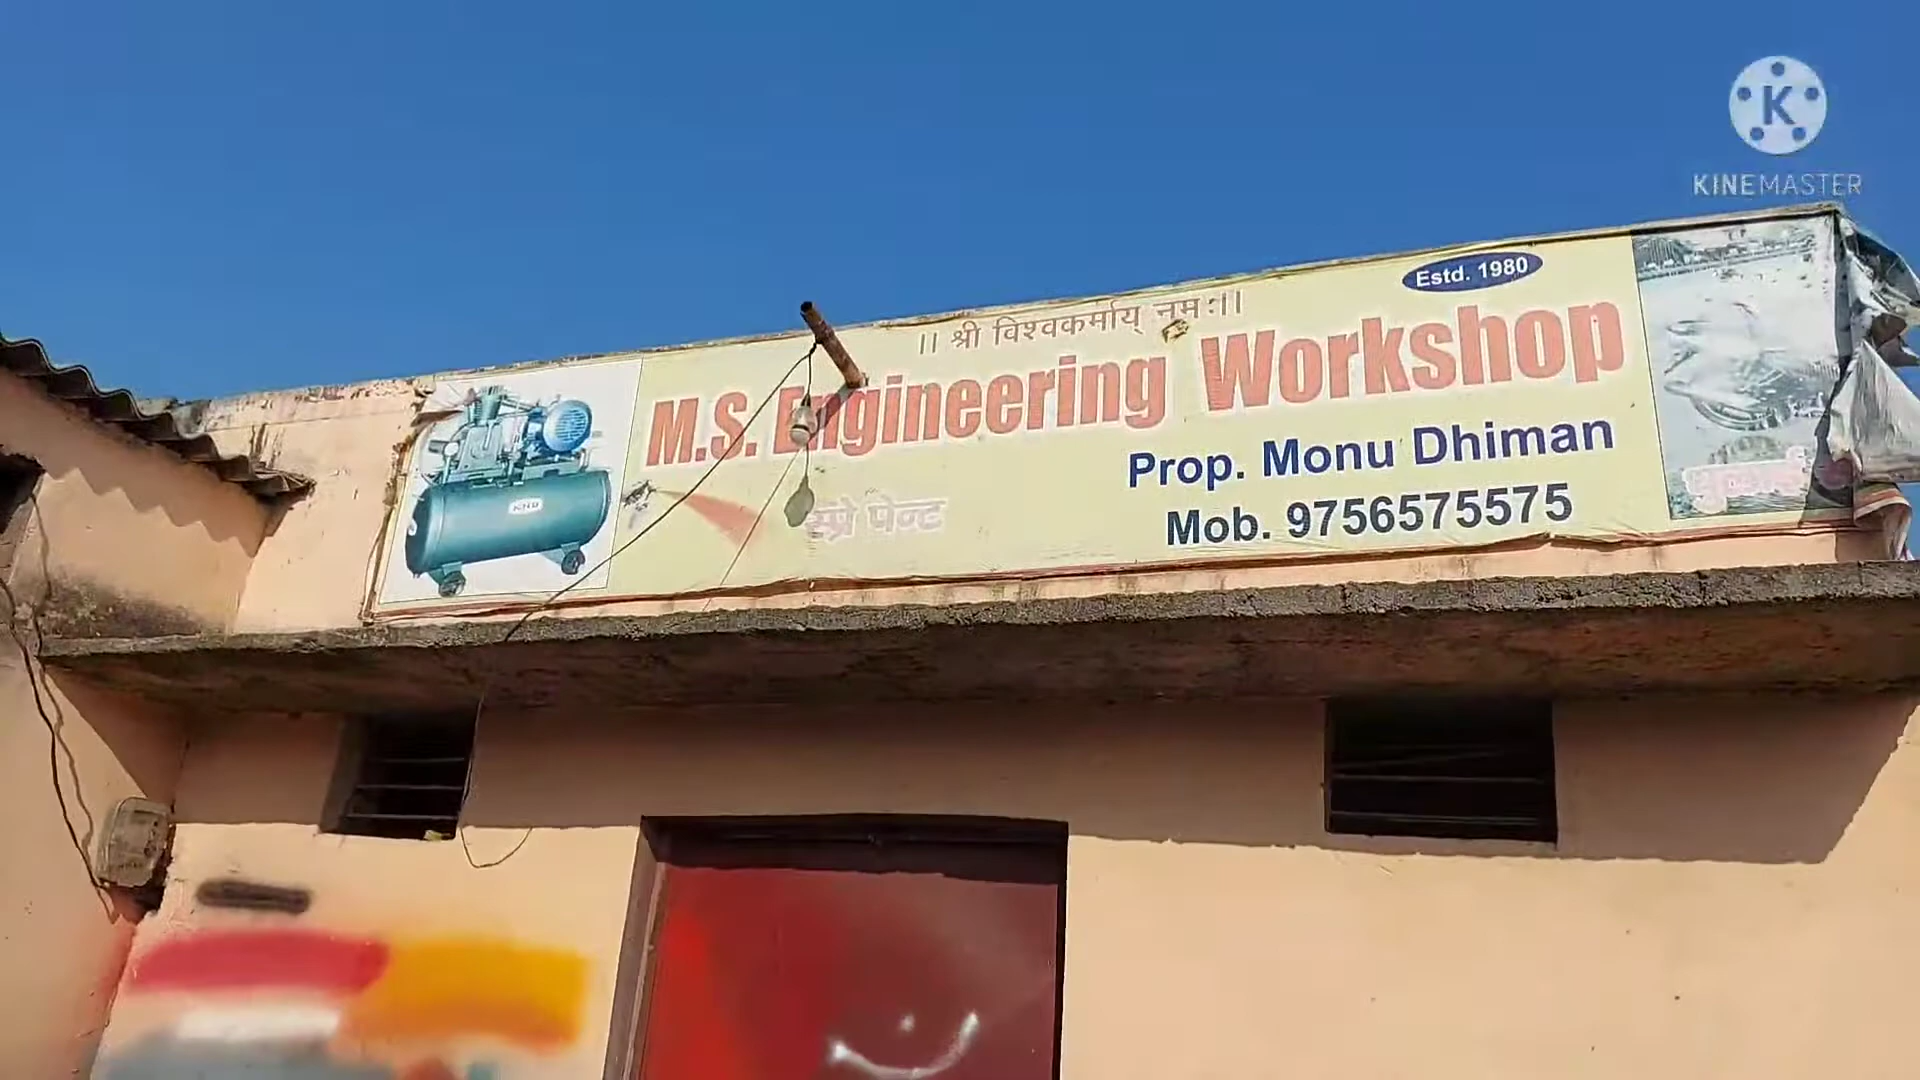 K
KINEMASTER
Estd. 1980
।। श्री विश्वकर्माय् नमः।।
M.S. Engineering Workshop
Prop. Monu Dhiman
स्प्रे पेन्ट
Mob. 9756575575